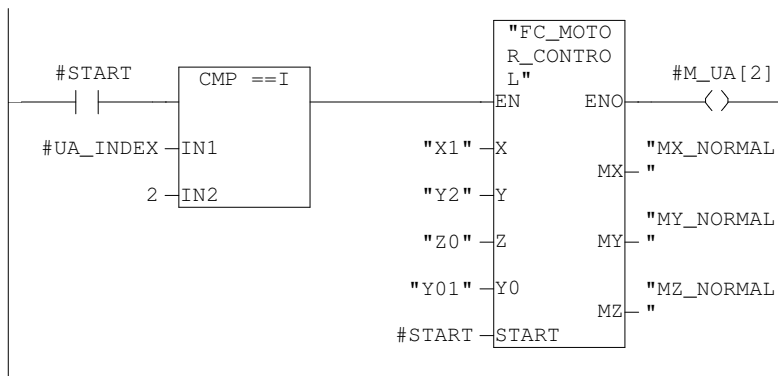 "FC_MOTO
R_CONTRO
L"
#START
CMP ==I
#M_UA[2]
EN
ENO
#UA_INDEX
IN1
"X1"
X
"MX_NORMAL
MX
"
2
IN2
"Y2"
Y
"MY_NORMAL
"Z0"
Z
MY
"
"Y01"
Y0
"MZ_NORMAL
MZ
"
#START
START